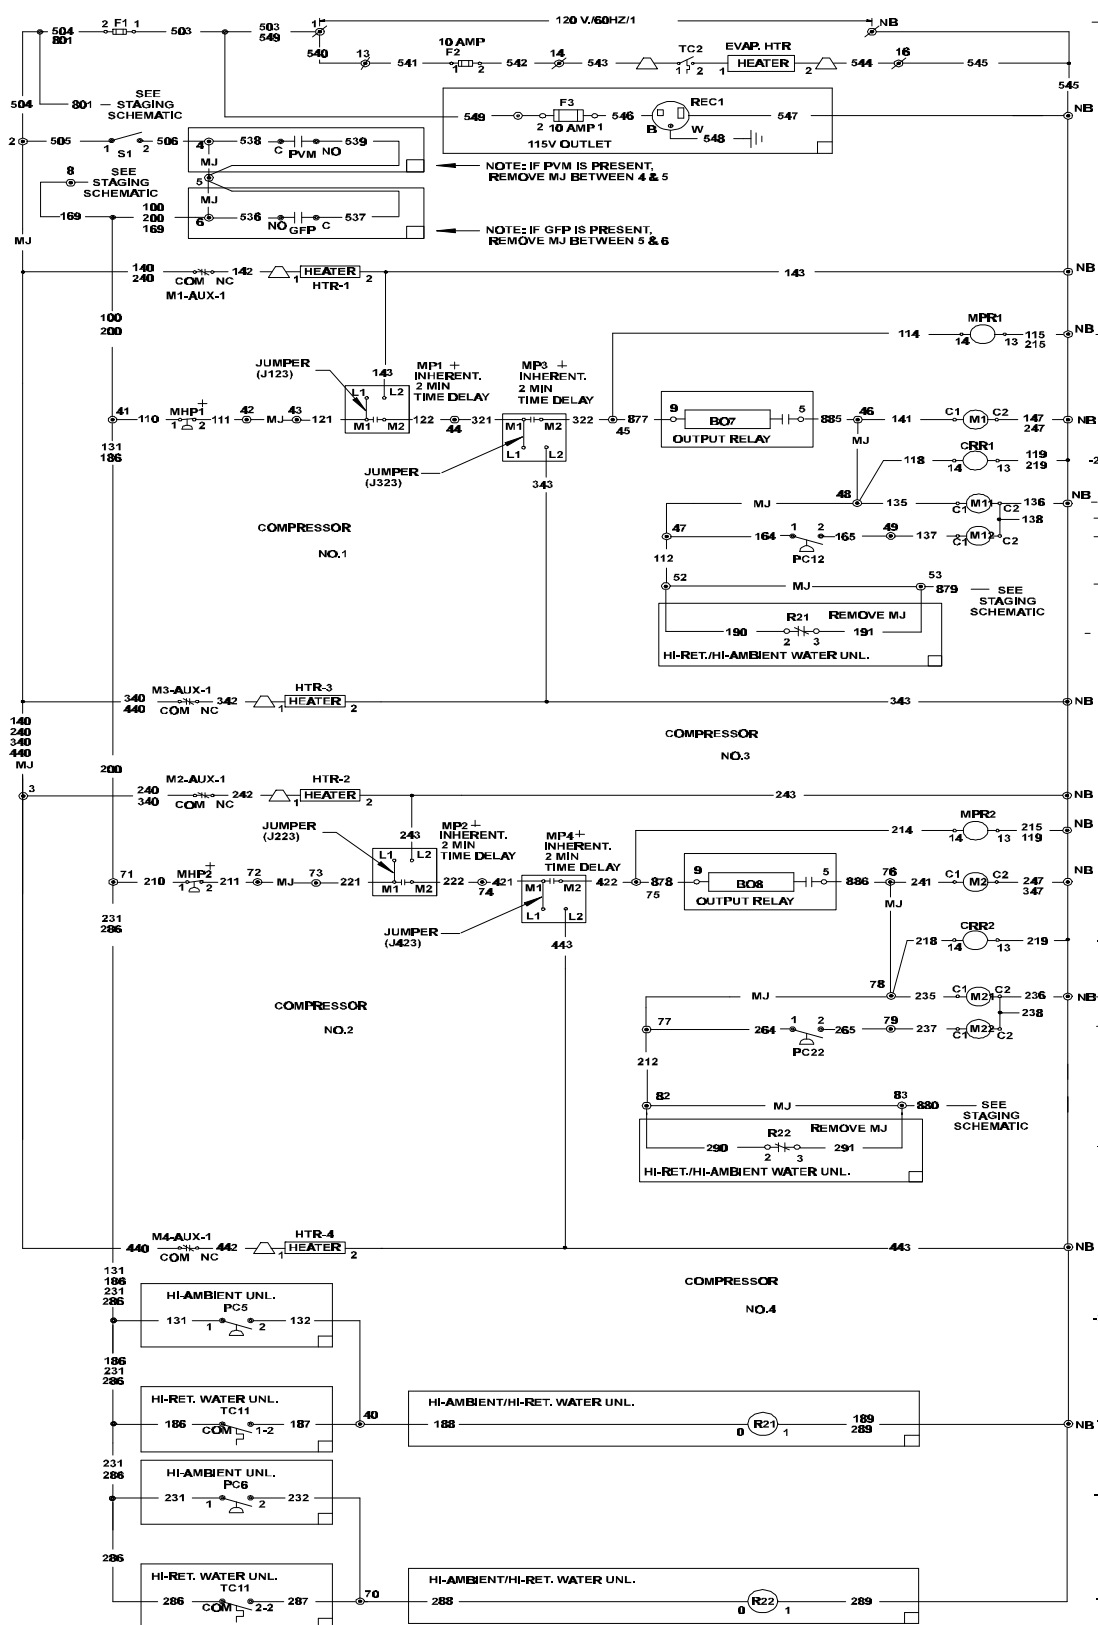 120 V./60HZ/1
504
801
2 F1 1
503
503
549
1
NB
540
13
541
10 AMP
F2
1 2
542
14
543
TC2
1 2
EVAP. HTR
1 HEATER 2
544
16
545
545
504
801
SEE
STAGING
SCHEMATIC
549
F3
2 10 AMP 1
546
REC1
B W
547
548
115V OUTLET
NB
2
505
S1
1 2
506
4
538
C PVM NO
539
NOTE: IF PVM IS PRESENT,
REMOVE MJ BETWEEN 4 & 5
MJ
5
MJ
8
SEE
STAGING
SCHEMATIC
169
100
200
169
6
536
NO GFP C
537
NOTE: IF GFP IS PRESENT,
REMOVE MJ BETWEEN 5 & 6
MJ
140
240
COM NC
M1-AUX-1
142
1 HEATER 2
HTR-1
143
NB
100
200
114
MPR1
14 13
115
215
NB
JUMPER
(J123)
143
MP1 +
INHERENT.
2 MIN
TIME DELAY
MP3 +
INHERENT.
2 MIN
TIME DELAY
L1 L2
M1 M2
41
110
MHP1 +
1 2
111
42
MJ
43
121
122
44
321
M1 M2
L1 L2
322
45
877
9
BO7
5
OUTPUT RELAY
885
46
141
C1 M1 C2
147
247
NB
131
186
JUMPER
(J323)
343
MJ
118
CRR1
14 13
119
219
-2
MJ
48
135
C1 M11 C2
136
NB
138
COMPRESSOR
NO.1
47
164
1 2
PC12
165
49
137
C1 M12 C2
112
52
MJ
53
879
SEE
STAGING
SCHEMATIC
R21
REMOVE MJ
190
2 3
191
HI-RET./HI-AMBIENT WATER UNL.
340
440
M3-AUX-1
COM NC
342
HTR-3
1 HEATER 2
343
NB
COMPRESSOR
NO.3
140
240
340
440
MJ
200
3
240
340
M2-AUX-1
COM NC
242
HTR-2
1 HEATER 2
243
NB
JUMPER
(J223)
243
MP2 +
INHERENT.
2 MIN
TIME DELAY
MP4 +
INHERENT.
2 MIN
TIME DELAY
214
MPR2
14 13
215
119
NB
L1 L2
M1 M2
71
210
MHP2 +
1 2
211
72
MJ
73
221
222
74
421
M1 M2
L1 L2
422
75
878
9
BO8
5
OUTPUT RELAY
886
76
241
C1 M2 C2
247
347
NB
231
286
JUMPER
(J423)
443
MJ
218
CRR2
14 13
219
MJ
78
235
C1 M21 C2
236
NB
238
COMPRESSOR
NO.2
77
264
1 2
PC22
265
79
237
C1 M22 C2
212
82
MJ
83
880
SEE
STAGING
SCHEMATIC
R22
REMOVE MJ
290
2 3
291
HI-RET./HI-AMBIENT WATER UNL.
440
M4-AUX-1
COM NC
442
HTR-4
1 HEATER 2
443
NB
COMPRESSOR
NO.4
131
186
231
286
HI-AMBIENT UNL.
PC5
131
1 2
132
186
231
286
HI-RET. WATER UNL.
TC11
186
COM 1-2
187
40
HI-AMBIENT/HI-RET. WATER UNL.
188
0 R21 1
189
289
NB
231
286
HI-AMBIENT UNL.
PC6
231
1 2
232
286
HI-RET. WATER UNL.
TC11
286
COM 2-2
287
70
HI-AMBIENT/HI-RET. WATER UNL.
288
0 R22 1
289